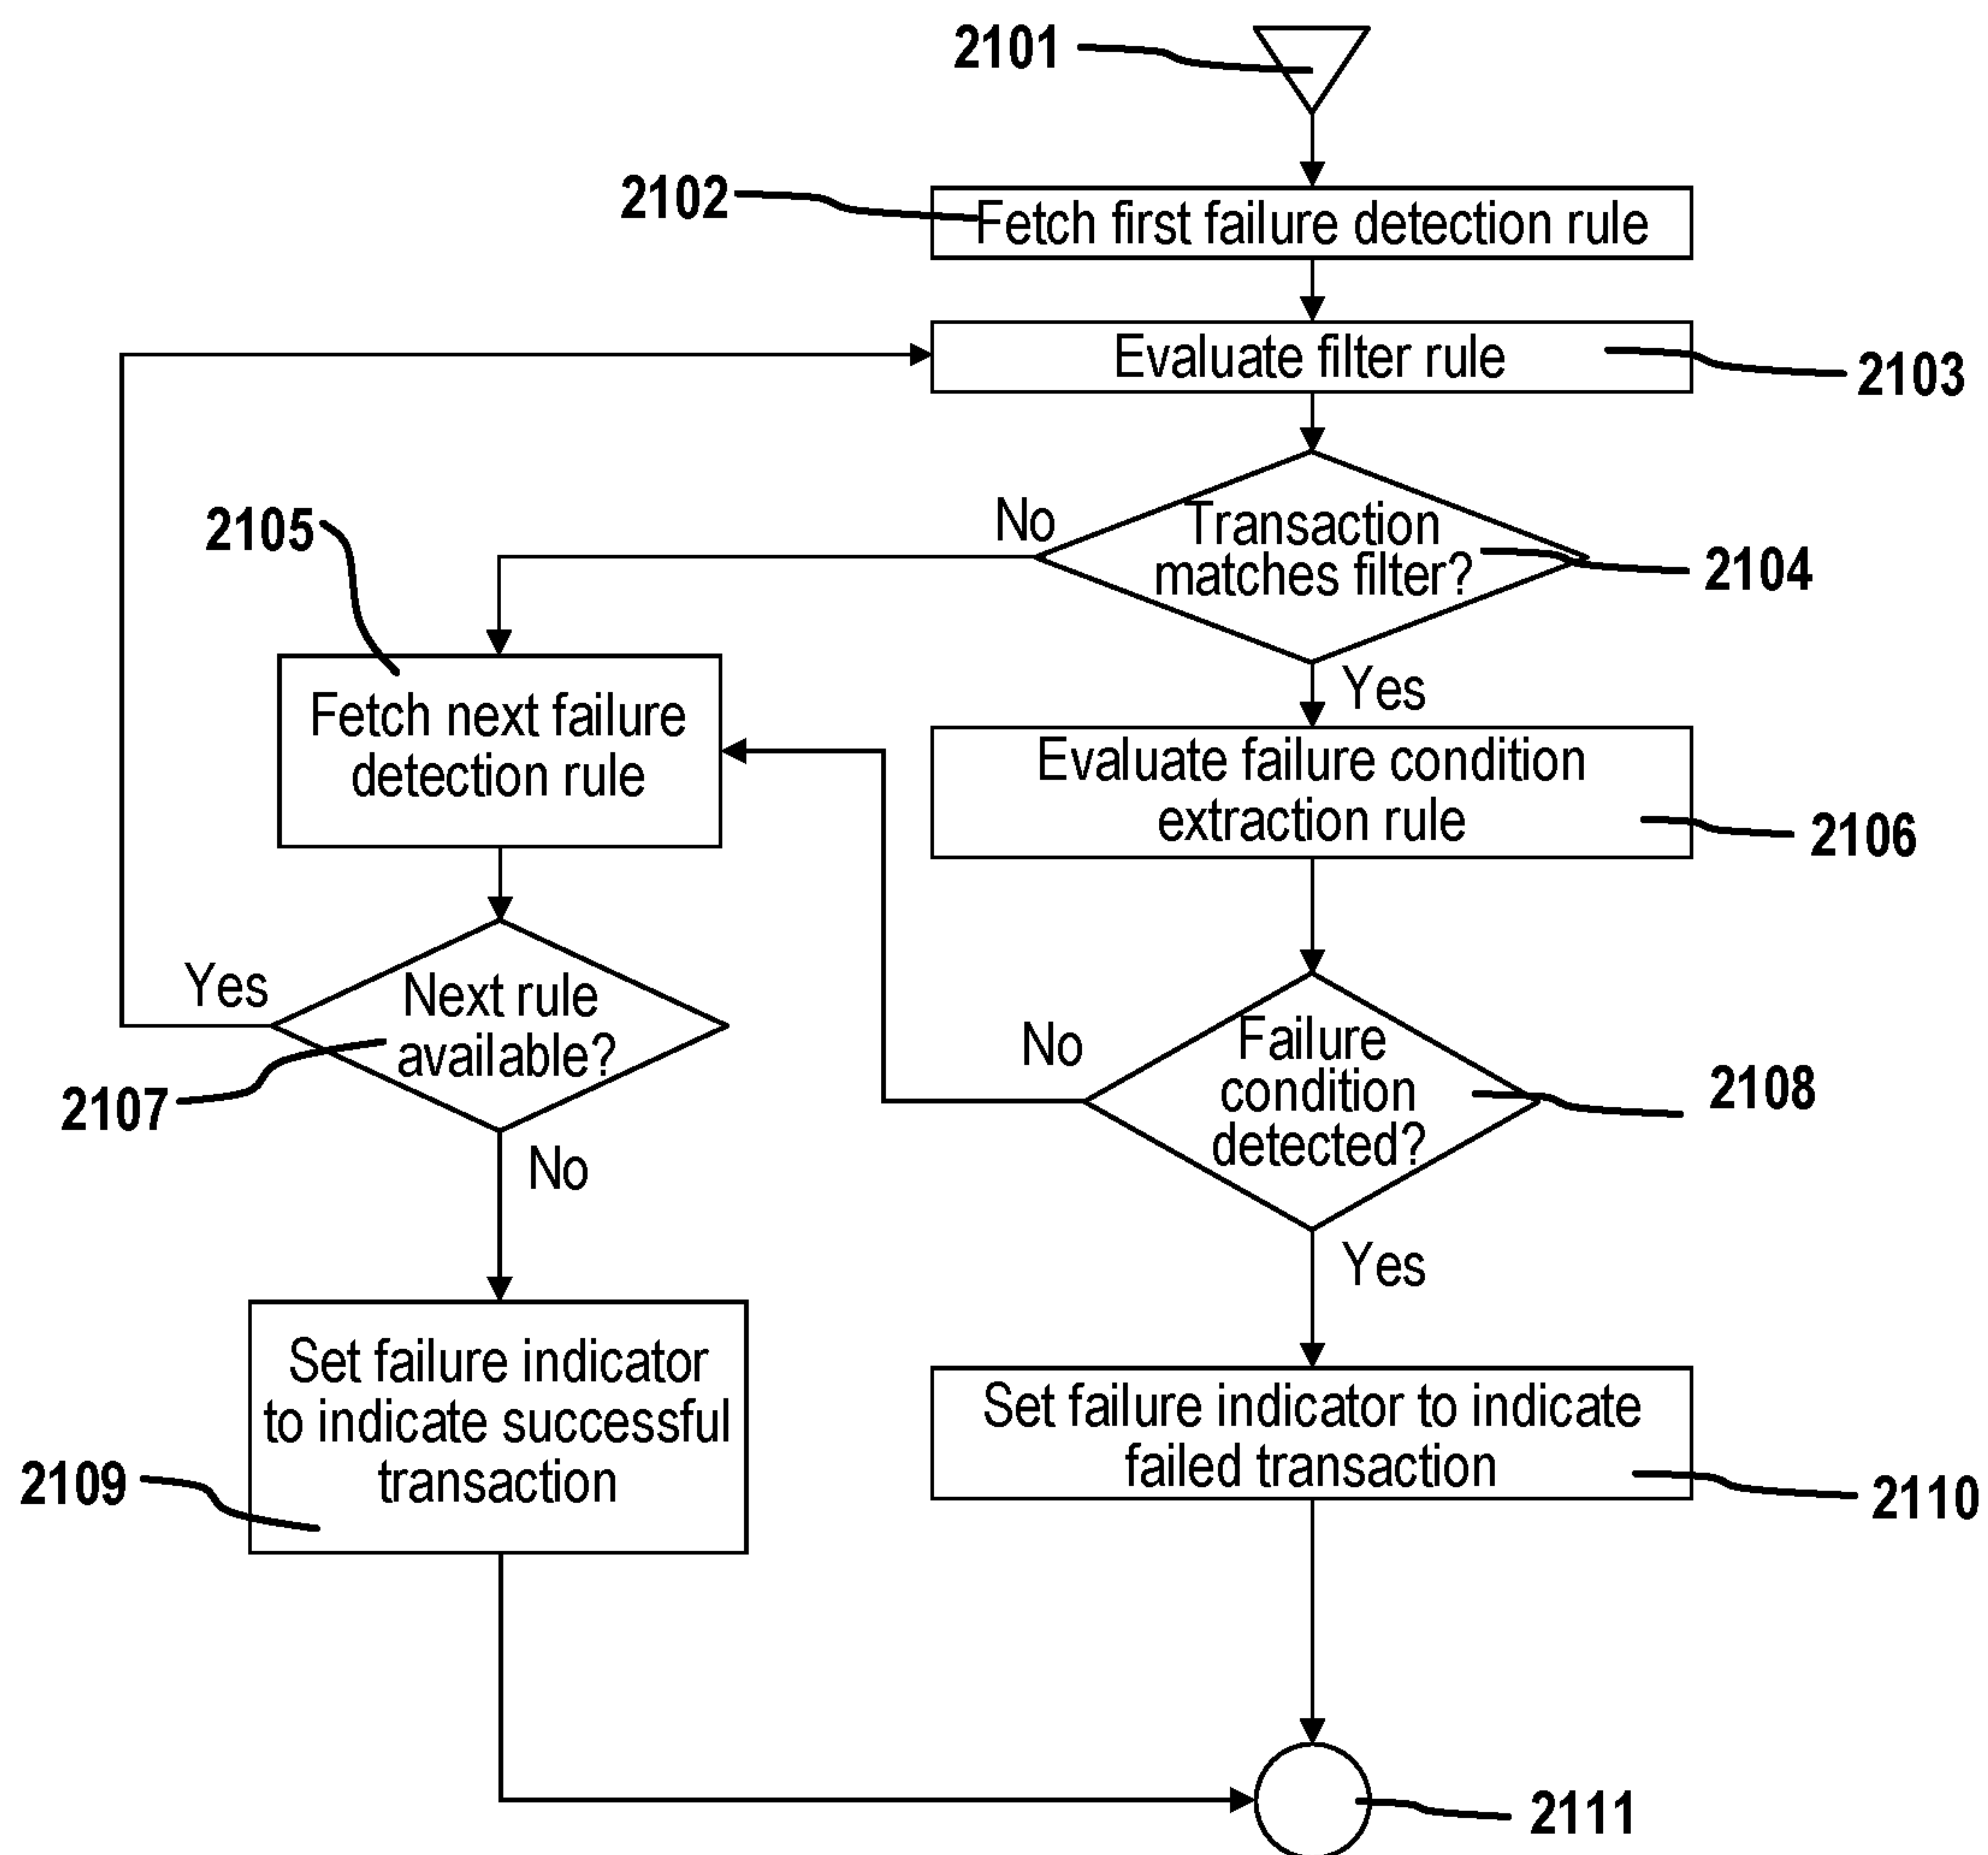 2101
2102
Fetch first failure detection rule
Evaluate filter rule
2103
No
Transaction
matches filter?
2104
2105
Yes
Fetch next failure
detection rule
Evaluate failure condition
extraction rule
2106
Yes
Next rule
available?
2107
No
Failure
condition
detected?
2108
No
Yes
Set failure indicator
to indicate successful
transaction
2109
Set failure indicator to indicate
failed transaction
2110
2111